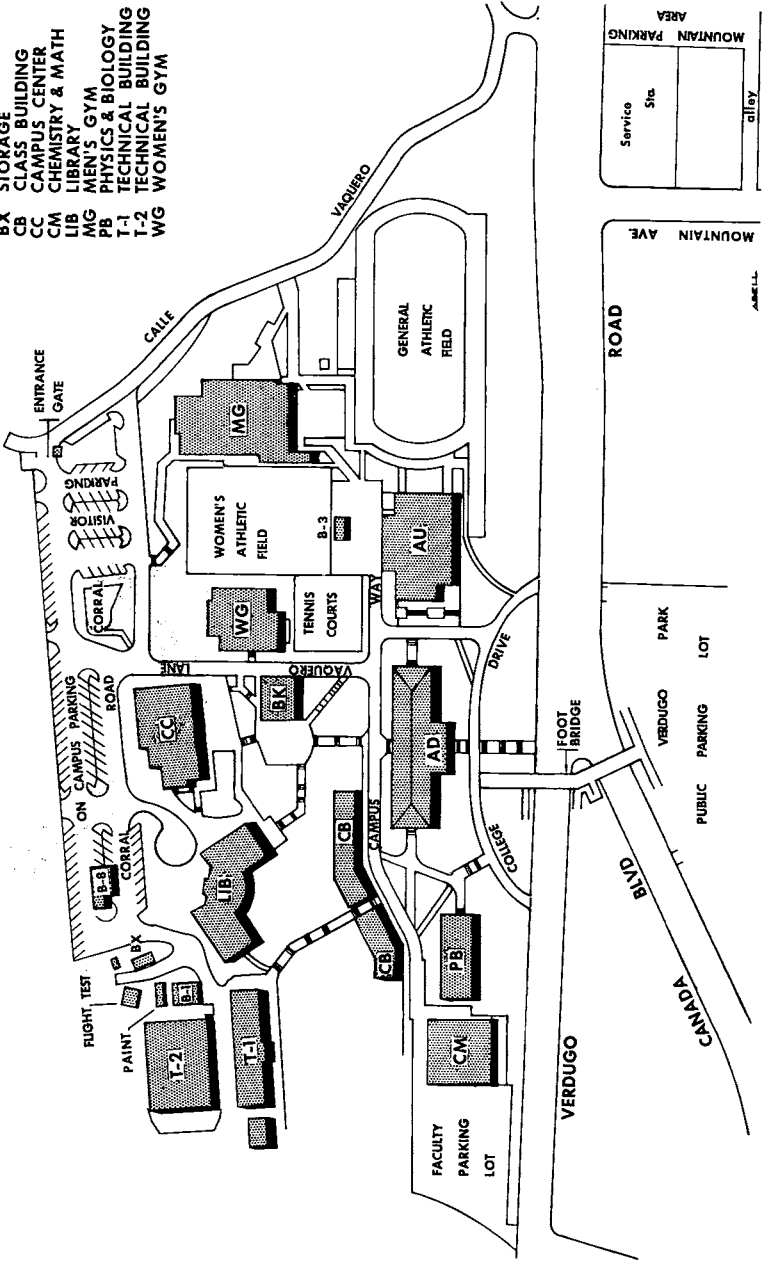 BX STORAGE
CB CLASS BUILDING
CC CAMPUS CENTER
CM CHEMISTRY & MATH
LIB LIBRARY
MG MEN'S GYM
PB PHYSICS & BIOLOGY
T-1 TECHNICAL BUILDING
T-2 TECHNICAL BUILDING
WG WOMEN'S GYM
FLIGHT TEST
PAINT
BX
B-1
T-2
T-1
B-8
CORRAL
ON CAMPUS PARKING
ROAD
CORRAL
VISITOR
PARKING
ENTRANCE
GATE
CALLE
VAQUERO
LIB
CC
BK
LANE
VAQUERO
WG
WOMEN'S
ATHLETIC
FIELD
TENNIS
COURTS
B-3
MG
CB
CB
CAMPUS
WAY
CM
PB
AD
AU
GENERAL
ATHLETIC
FIELD
FACULTY
PARKING
LOT
COLLEGE
DRIVE
FOOT
BRIDGE
VERDUGO
ROAD
CANADA
BLVD
VERDUGO PARK
PUBLIC PARKING LOT
MOUNTAIN
AVE
Service
Sta.
MOUNTAIN PARKING
AREA
alley